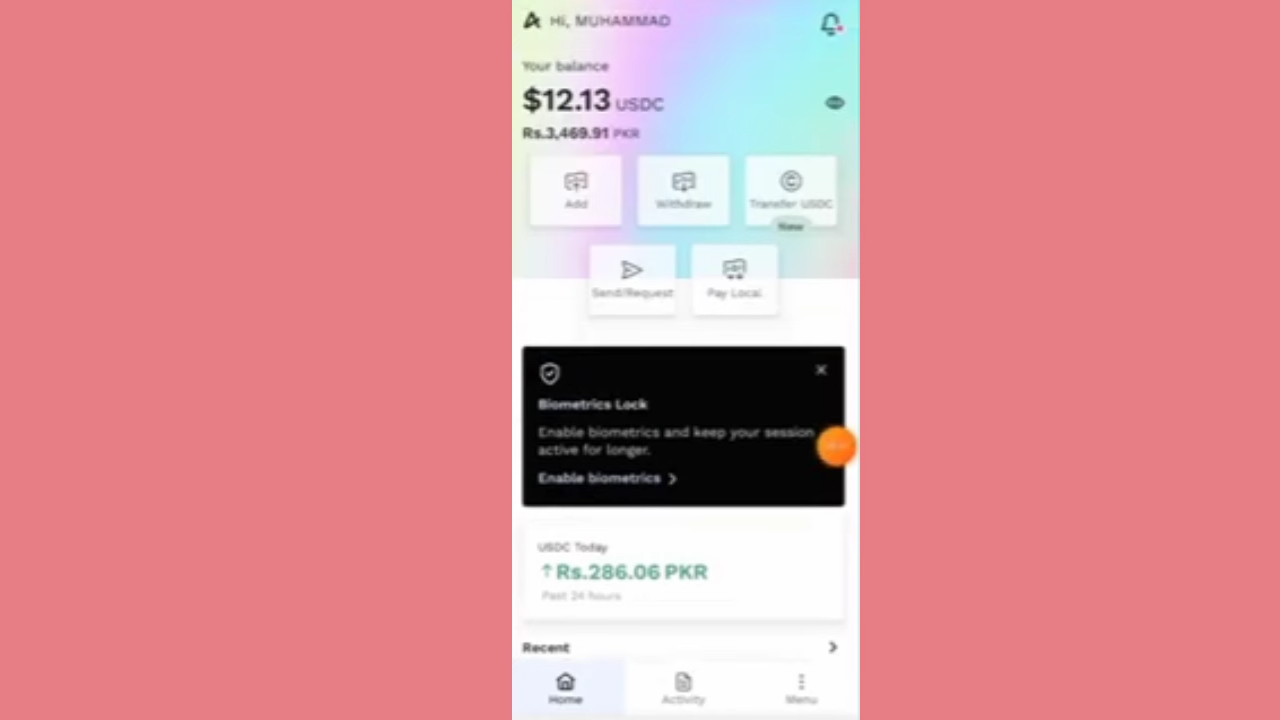 Hi, MUHAMMAD
Your balance
$12.13 USDC
Rs.3,469.91 PKR
Add
Withdraw
Transfer USDC
New
Send/Request
Pay Local
Biometrics Lock
Enable biometrics and keep your session
active for longer.
Enable biometrics
USDC Today
↑Rs.286.06 PKR
Past 24 hours
Recent
Home
Activity
Menu